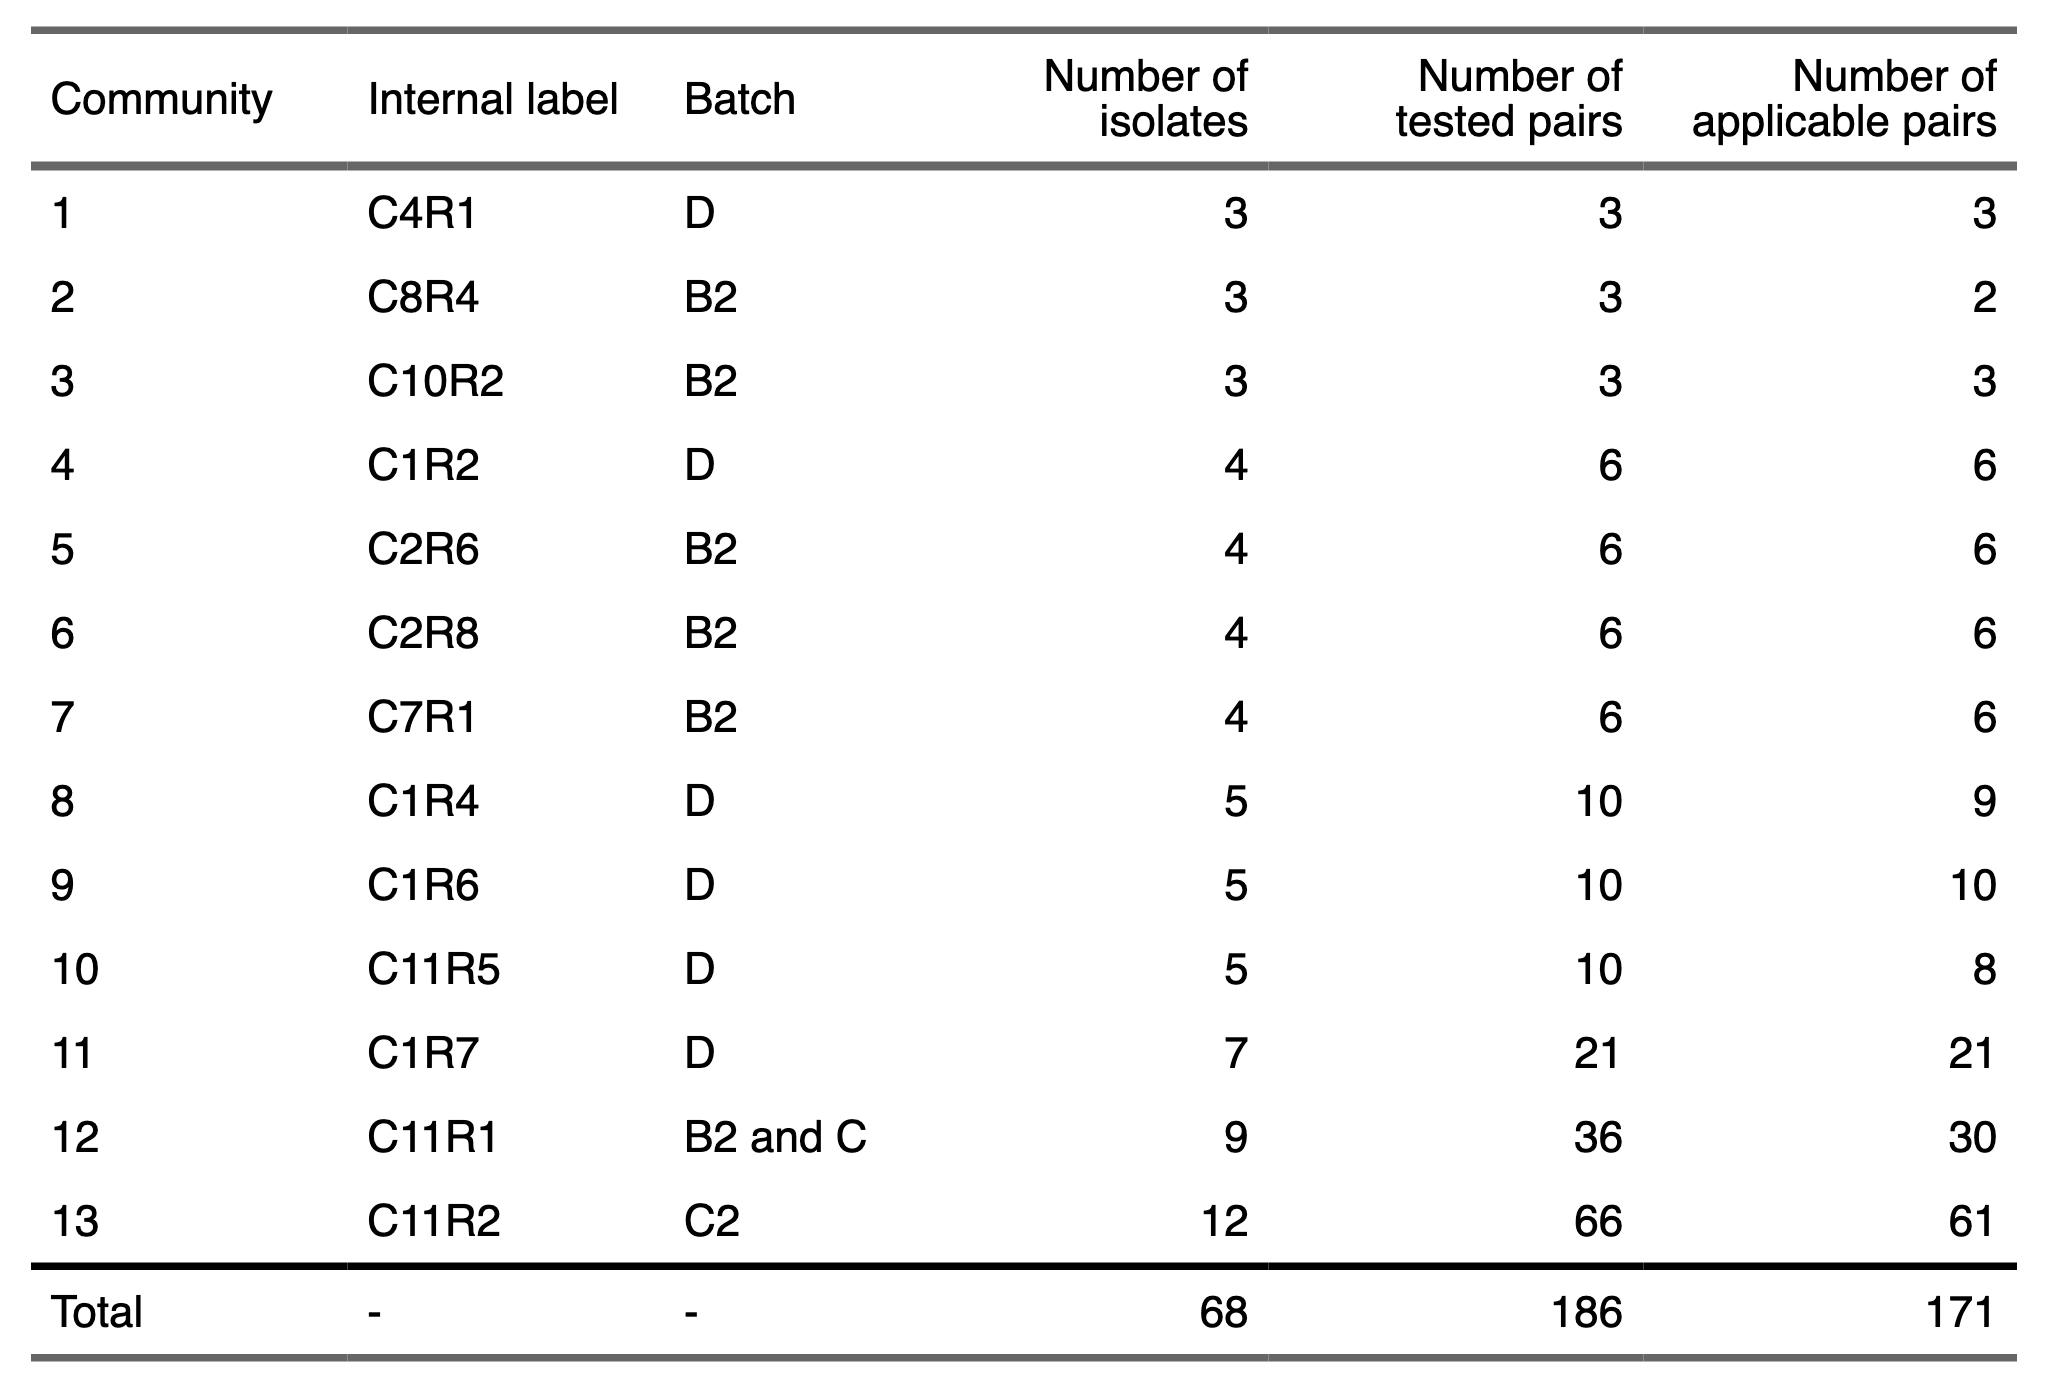 Community Internal label Batch Number of isolates Number of tested pairs Number of applicable pairs
1 C4R1 D 3 3 3
2 C8R4 B2 3 3 2
3 C10R2 B2 3 3 3
4 C1R2 D 4 6 6
5 C2R6 B2 4 6 6
6 C2R8 B2 4 6 6
7 C7R1 B2 4 6 6
8 C1R4 D 5 10 9
9 C1R6 D 5 10 10
10 C11R5 D 5 10 8
11 C1R7 D 7 21 21
12 C11R1 B2 and C 9 36 30
13 C11R2 C2 12 66 61
Total - - 68 186 171